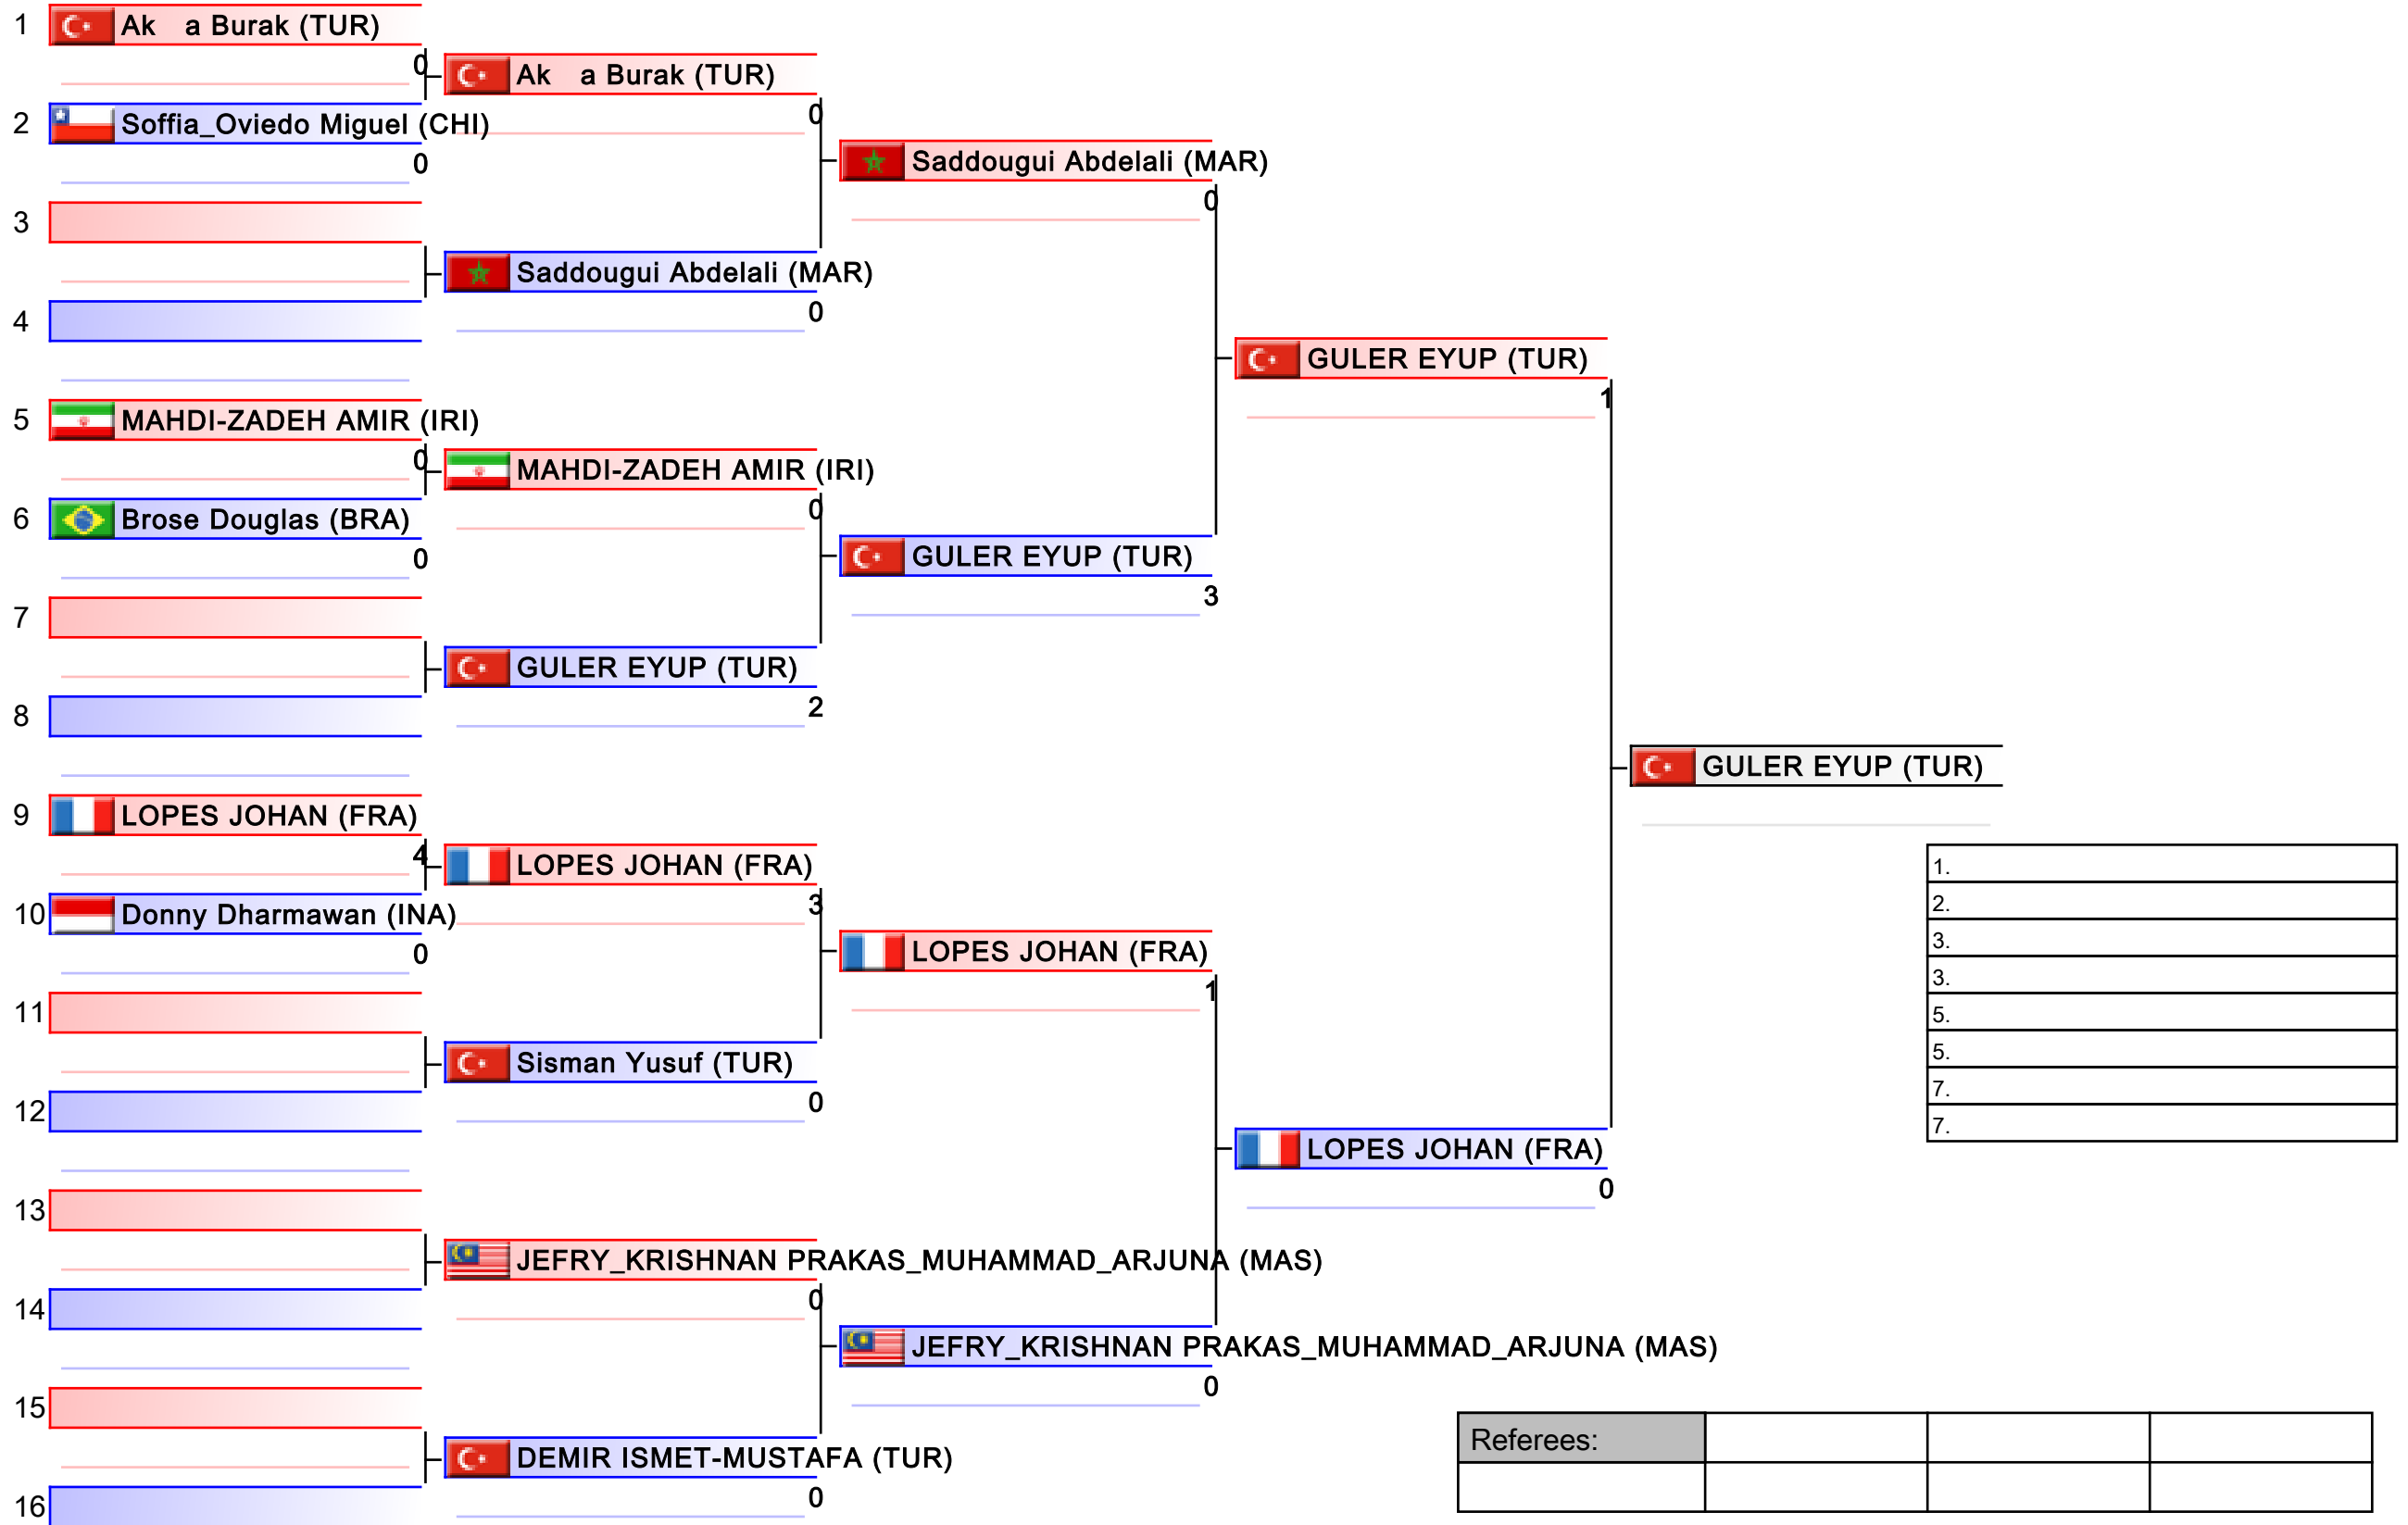 1 Ak a Burak (TUR)
0
2 Soffia_Oviedo Miguel (CHI)
0
3
4
5 MAHDI-ZADEH AMIR (IRI)
0
6 Brose Douglas (BRA)
0
7
8
9 LOPES JOHAN (FRA)
4
10 Donny Dharmawan (INA)
0
11
12
13
14
15
16
Ak a Burak (TUR)
0
Saddougui Abdelali (MAR)
0
MAHDI-ZADEH AMIR (IRI)
0
GULER EYUP (TUR)
2
LOPES JOHAN (FRA)
3
Sisman Yusuf (TUR)
0
JEFRY_KRISHNAN PRAKAS_MUHAMMAD_ARJUNA (MAS)
0
DEMIR ISMET-MUSTAFA (TUR)
0
Saddougui Abdelali (MAR)
0
GULER EYUP (TUR)
3
LOPES JOHAN (FRA)
1
JEFRY_KRISHNAN PRAKAS_MUHAMMAD_ARJUNA (MAS)
0
GULER EYUP (TUR)
1
LOPES JOHAN (FRA)
0
GULER EYUP (TUR)
1.
2.
3.
3.
5.
5.
7.
7.
Referees: